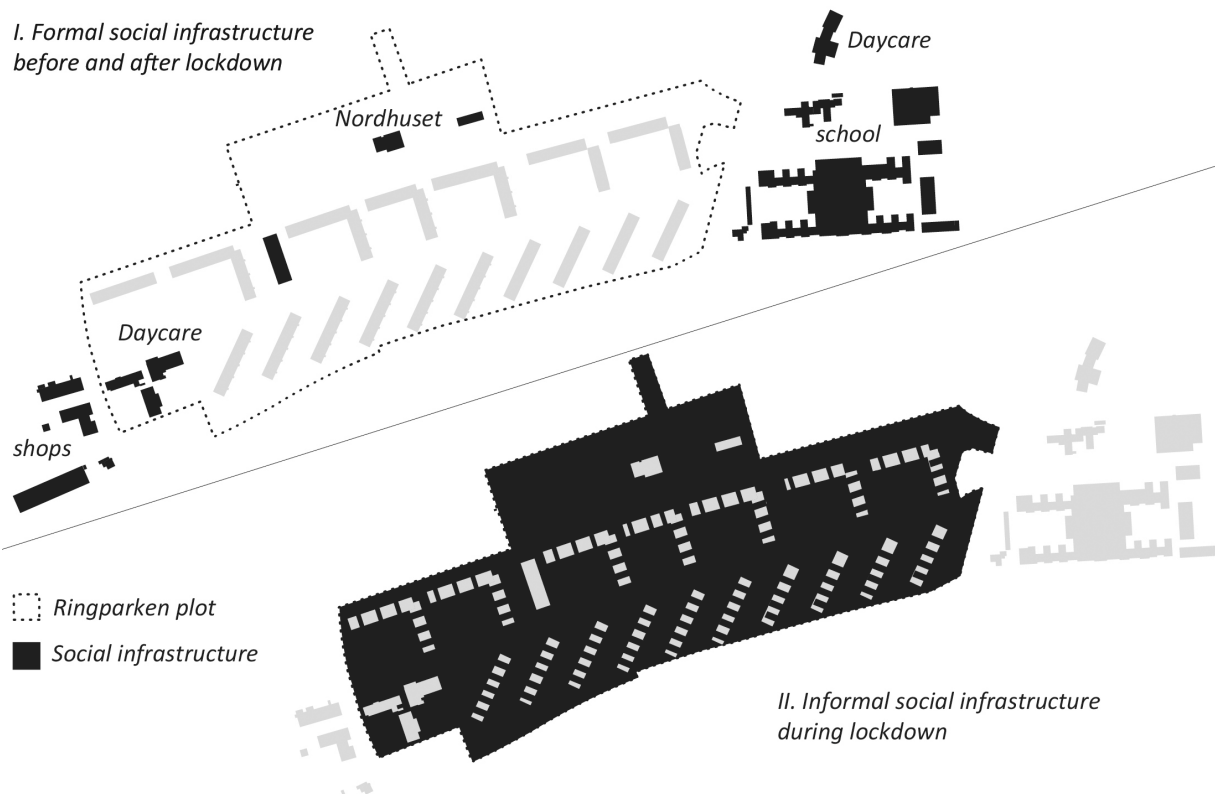 I. Formal social infrastructure
before and after lockdown
Daycare
Nordhuset
school
Daycare
shops
Ringparken plot
Social infrastructure
II. Informal social infrastructure
during lockdown